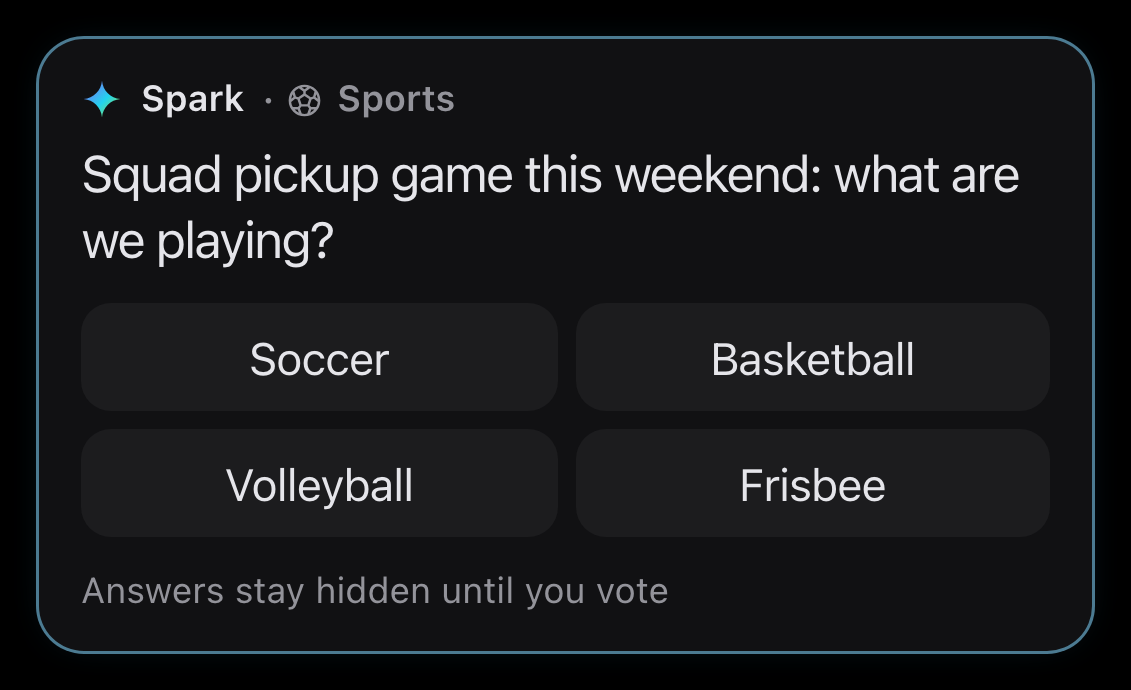 Spark · Sports
Squad pickup game this weekend: what are
we playing?
Soccer
Basketball
Volleyball
Frisbee
Answers stay hidden until you vote